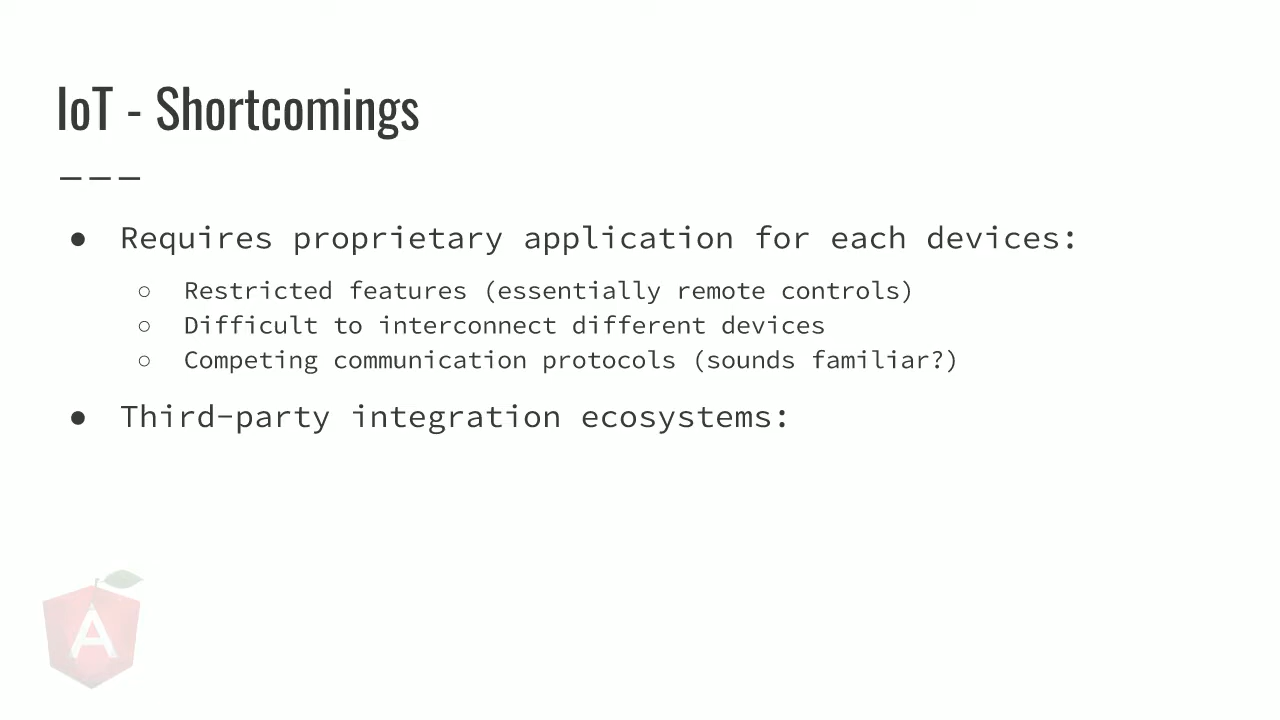 IoT - Shortcomings
● Requires proprietary application for each devices:
○ Restricted features (essentially remote controls)
○ Difficult to interconnect different devices
○ Competing communication protocols (sounds familiar?)
● Third-party integration ecosystems:
A